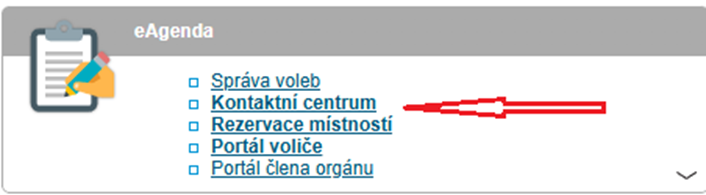 eAgenda
Správa voleb
Kontaktní centrum
Rezervace místností
Portál voliče
Portál člena orgánu